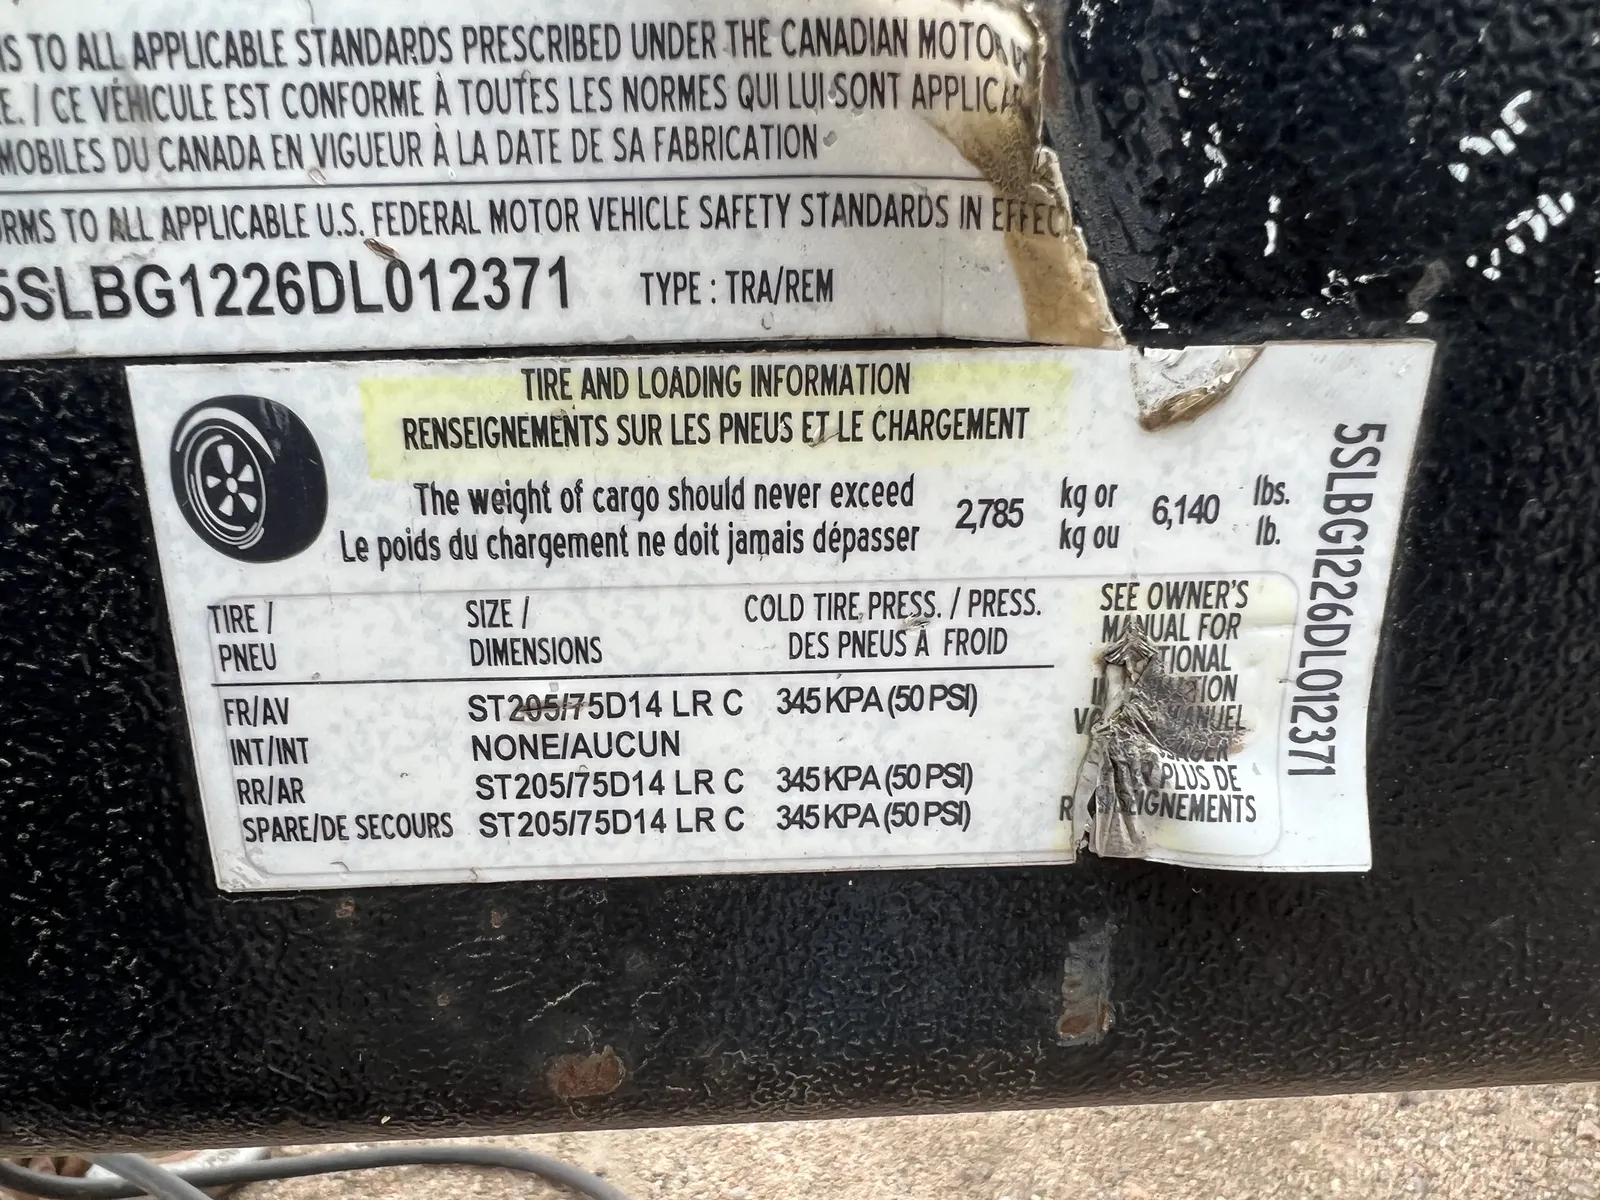 TO ALL APPLICABLE STANDARDS PRESCRIBED UNDER THE CANADIAN
/ CE VÉHICULE EST CONFORME À TOUTES LES NORMES QUI LUI SONT
MOBILES DU CANADA EN VIGUEUR À LA DATE DE SA FABRICATION
TO ALL APPLICABLE U.S. FEDERAL MOTOR VEHICLE SAFETY STANDARDS IN EFFECT
5SLBG1226DL012371 TYPE : TRA/REM
TIRE AND LOADING INFORMATION
RENSEIGNEMENTS SUR LES PNEUS ET LE CHARGEMENT
The weight of cargo should never exceed 2,785 kg or 6,140 lbs.
Le poids du chargement ne doit jamais dépasser kg ou lb.
TIRE / SIZE / COLD TIRE PRESS. / PRESS.
PNEU DIMENSIONS DES PNEUS À FROID
FR/AV ST205/75D14 LR C 345 KPA (50 PSI)
INT/INT NONE/AUCUN
RR/AR ST205/75D14 LR C 345 KPA (50 PSI)
SPARE/DE SECOURS ST205/75D14 LR C 345 KPA (50 PSI)
SEE OWNER'S
MANUAL FOR
MANUEL
PLUS DE
5SLBG1226DL012371